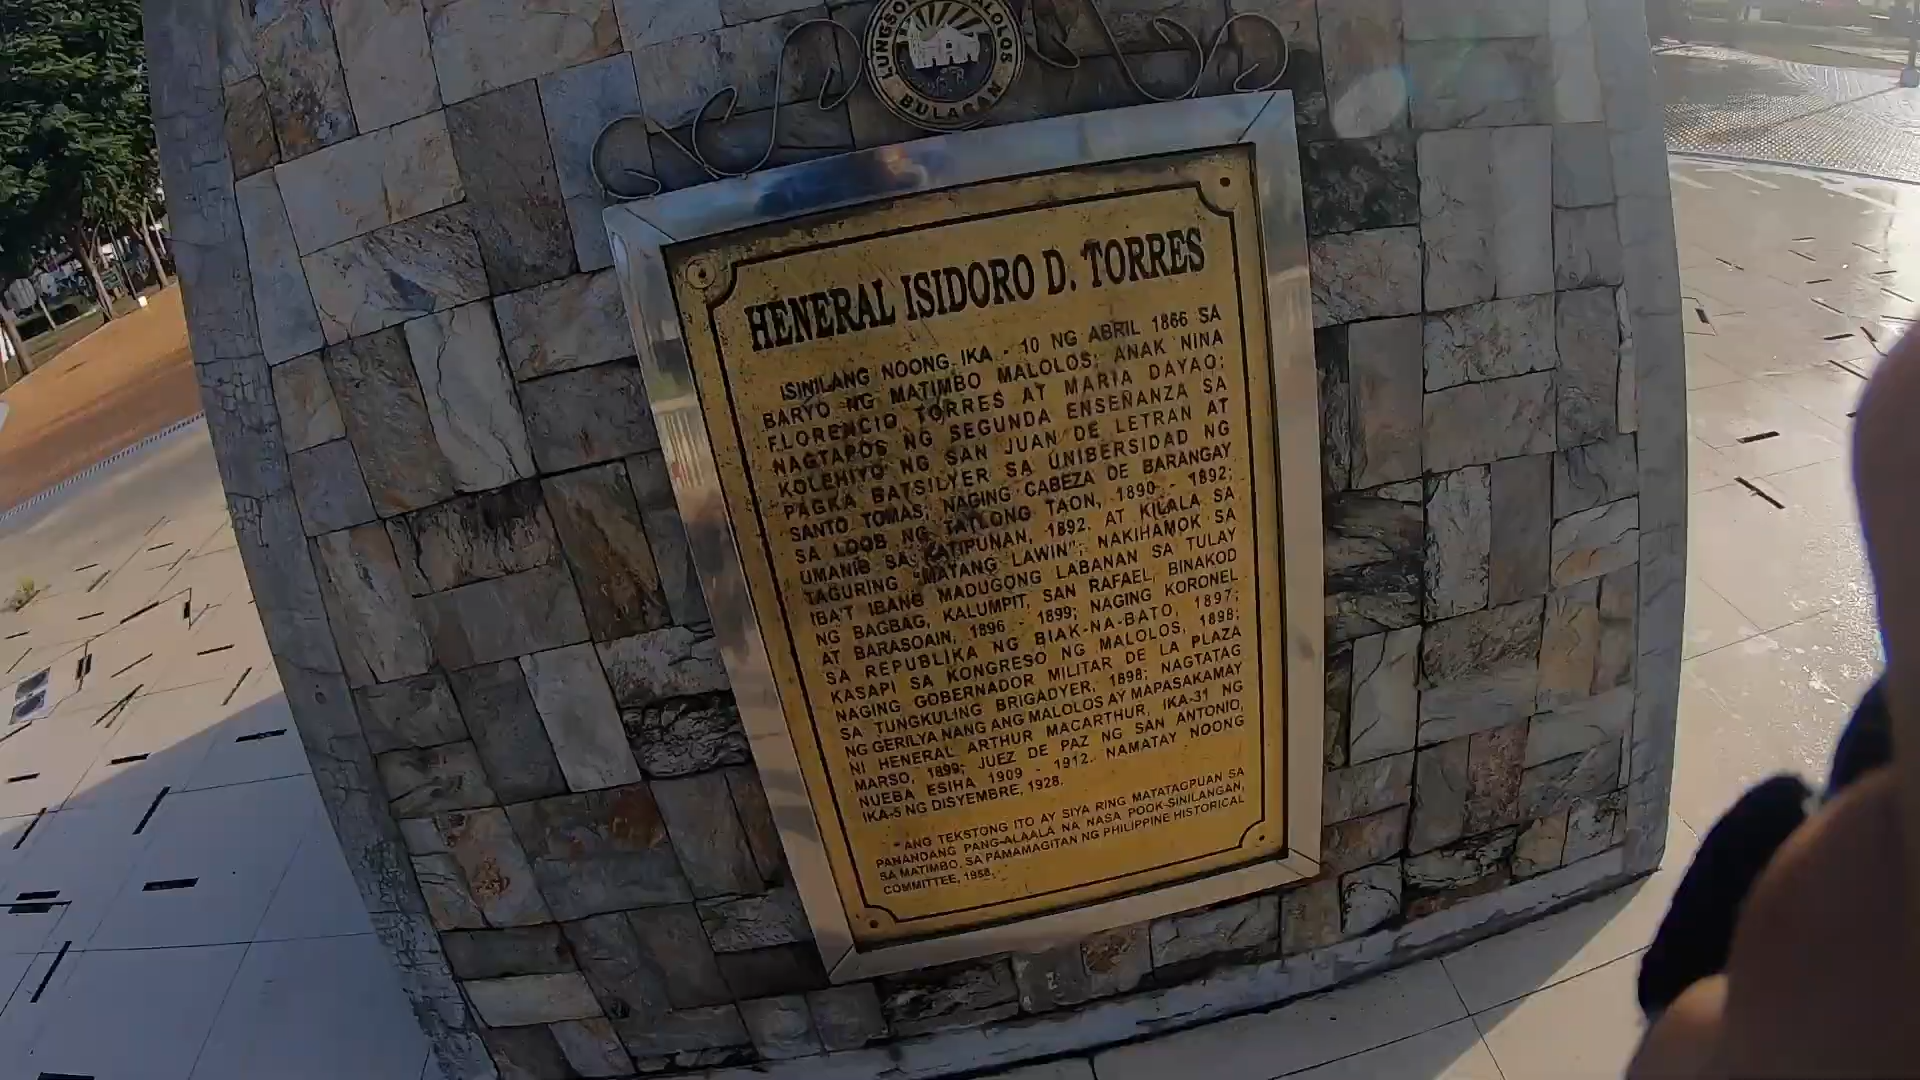 LUNGSOD NG MALOLOS
BULACAN
HENERAL ISIDORO D. TORRES
ISINILANG NOONG IKA - 10 NG ABRIL 1866 SA
BARYO NG MATIMBO MALOLOS; ANAK NINA
FLORENCIO TORRES AT MARIA DAYAO;
NAGTAPOS NG SEGUNDA ENSEÑANZA SA
KOLEHIYO NG SAN JUAN DE LETRAN AT
PAGKA BATSILYER SA UNIBERSIDAD NG
SANTO TOMAS; NAGING CABEZA DE BARANGAY
SA LOOB NG TATLONG TAON, 1890 - 1892;
UMANIB SA KATIPUNAN, 1892. AT KILALA SA
TAGURING "MATANG LAWIN"; NAKIHAMOK SA
IBA'T IBANG MADUGONG LABANAN SA TULAY
NG BAGBAG, KALUMPIT, SAN RAFAEL, BINAKOD
AT BARASOAIN, 1896 - 1899; NAGING KORONEL
SA REPUBLIKA NG BIAK-NA-BATO, 1897;
KASAPI SA KONGRESO NG MALOLOS, 1898;
NAGING GOBERNADOR MILITAR DE LA PLAZA
SA TUNGKULING BRIGADYER, 1898; NAGTATAG
NG GERILYA NANG ANG MALOLOS AY MAPASAKAMAY
NI HENERAL ARTHUR MACARTHUR, IKA-31 NG
MARSO, 1899; JUEZ DE PAZ NG SAN ANTONIO,
NUEBA ESIHA 1909 - 1912. NAMATAY NOONG
IKA-5 NG DISYEMBRE, 1928.
*ANG TEKSTONG ITO AY SIYA RING MATATAGPUAN SA
PANANDANG PANG-ALAALA NA NASA POOK-SINILANGAN,
SA MATIMBO, SA PAMAMAGITAN NG PHILIPPINE HISTORICAL
COMMITTEE, 1958.